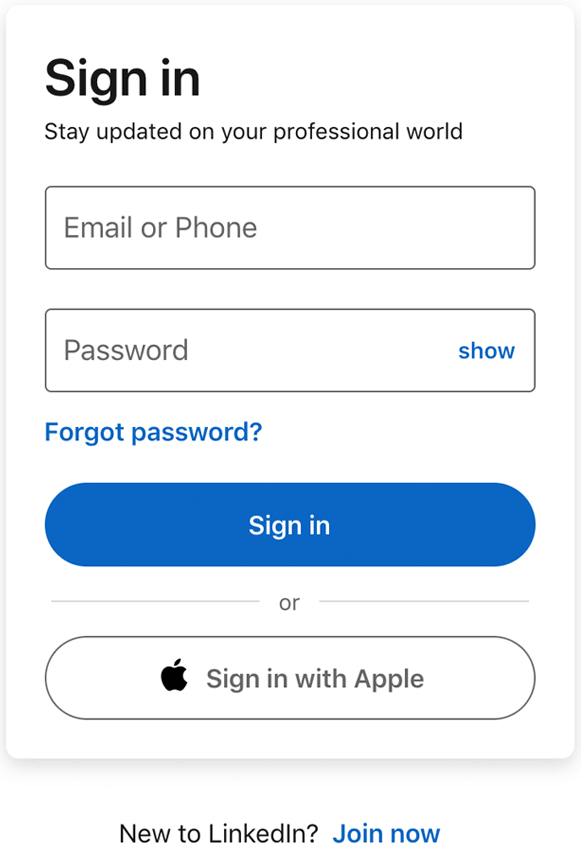 Sign in
Stay updated on your professional world
Email or Phone
Password show
Forgot password?
Sign in
or
Sign in with Apple
New to LinkedIn? Join now